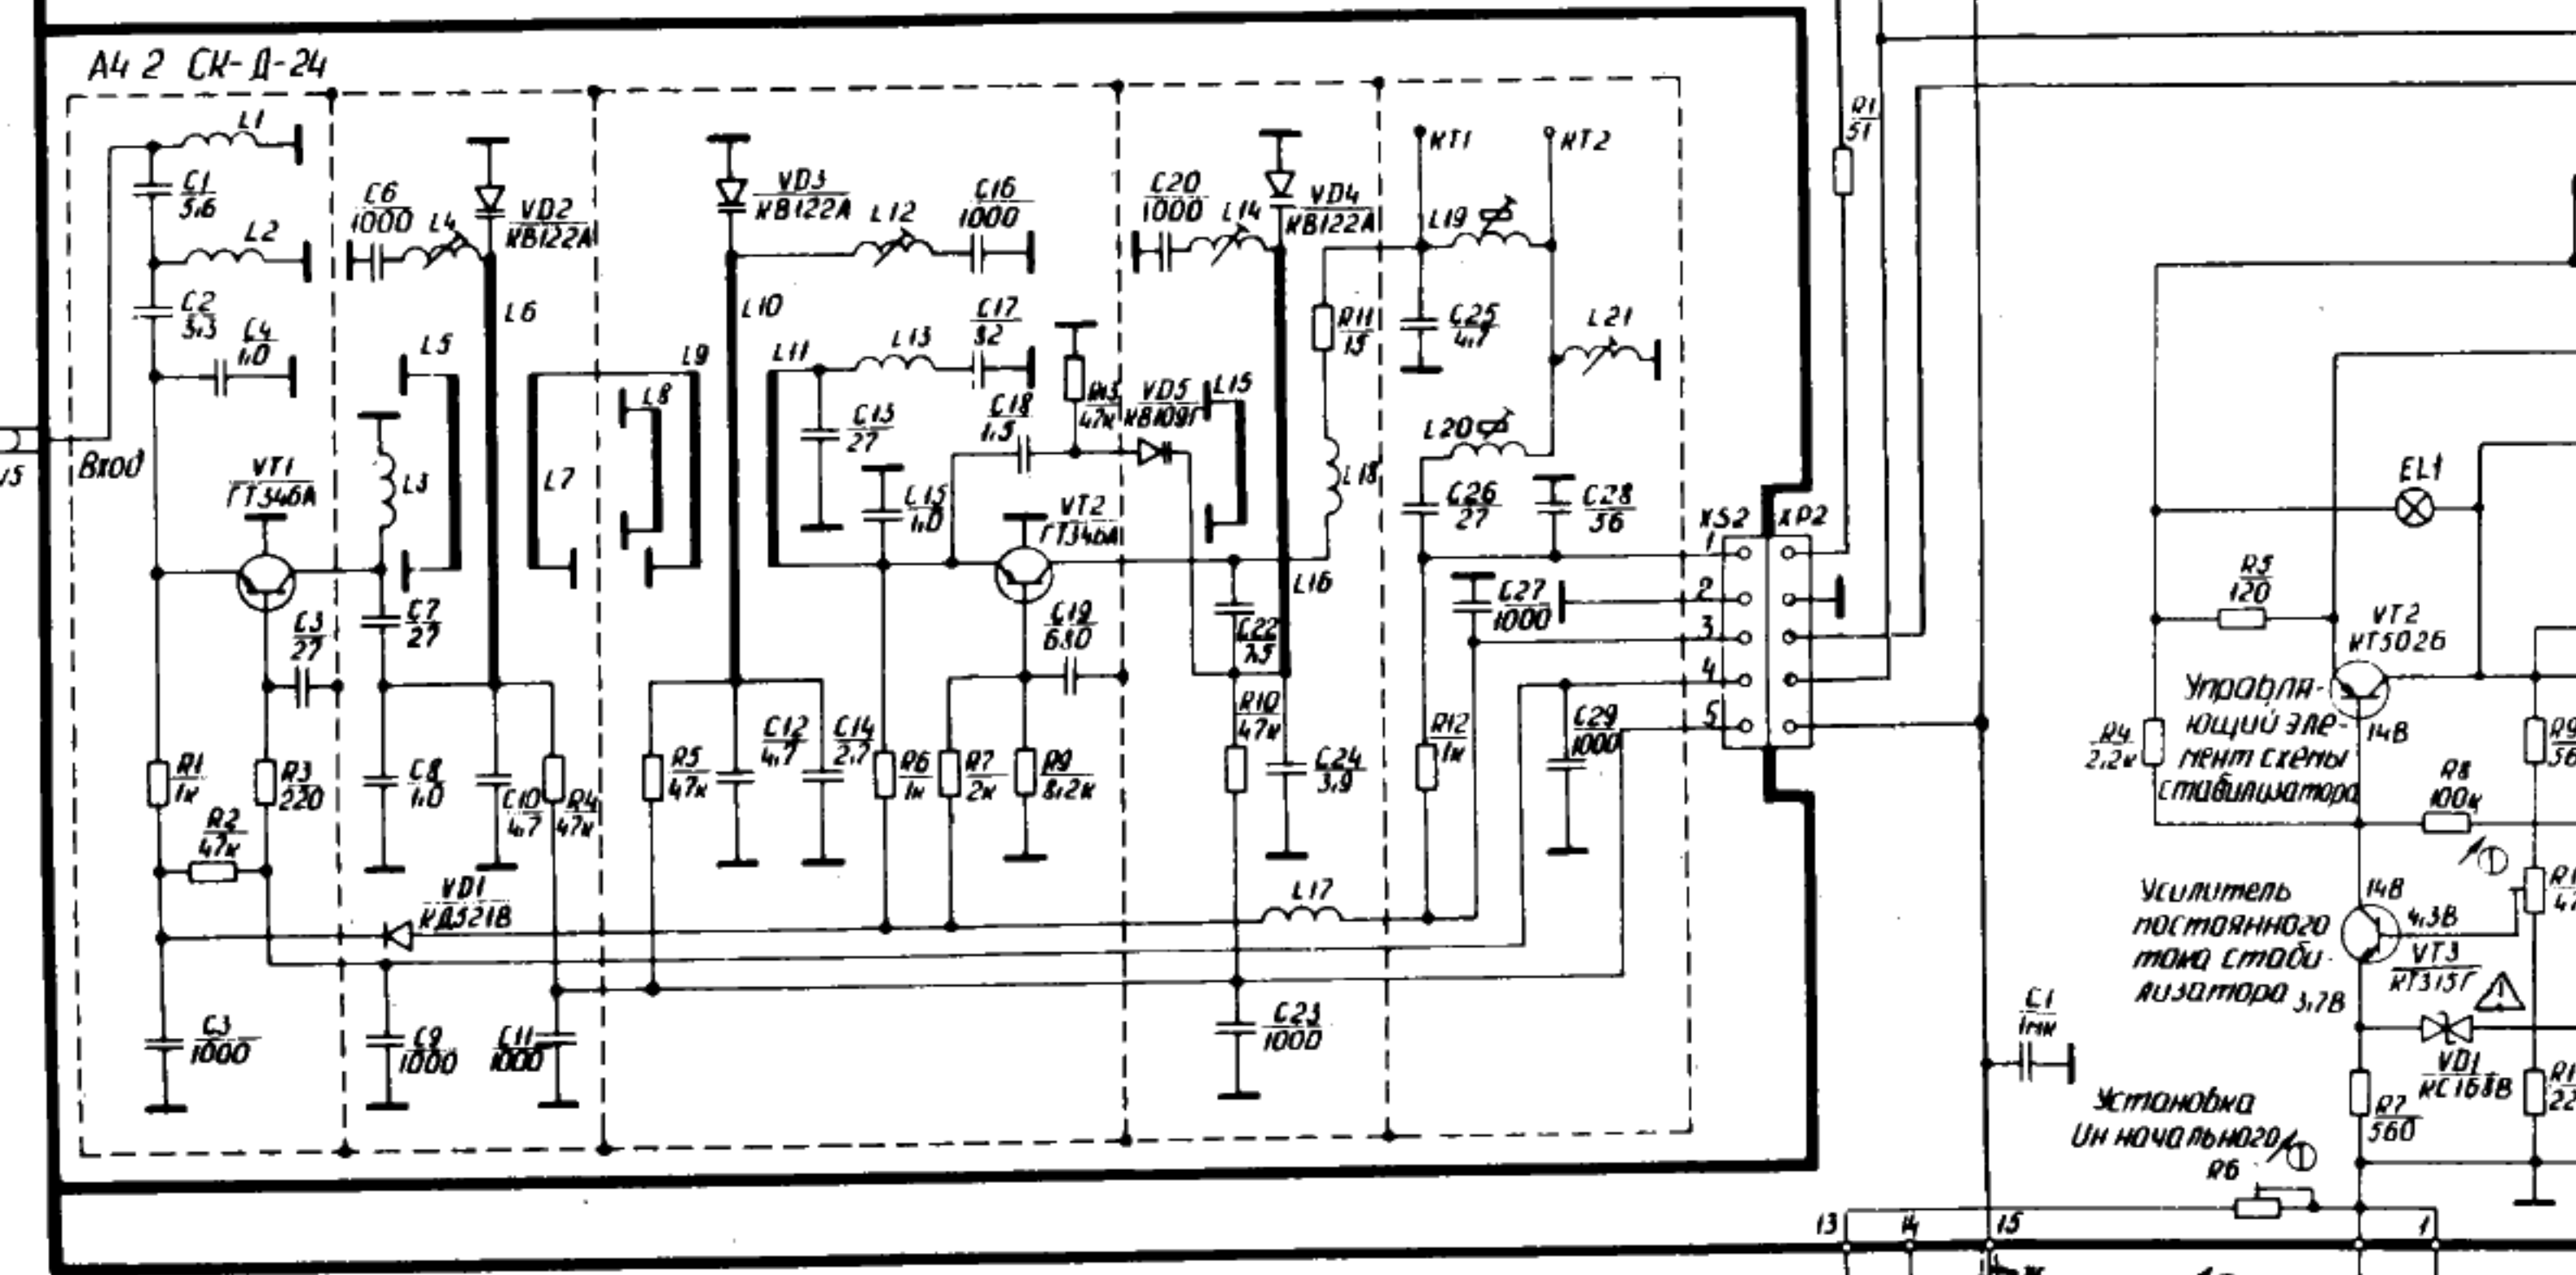 А4 2 СК-Д-24
L1
C1
5,6
L2
C2
3,3
C4
1,0
Вход
VT1
ГТ346А
C6
1000
L4
VD2
КВ122А
L6
L5
L3
C3
27
C7
27
R1
1к
R3
220
R2
47к
C8
1,0
C10
4,7
R4
47к
VD1
КД521В
C3
1000
C9
1000
C11
1000
VD3
КВ122А
L12
C16
1000
L10
C17
82
L13
L9
L8
L7
L11
C13
27
C15
1,0
C18
1,5
47к
VD5
КВ109Г
L15
VT2
ГТ346А
C19
680
R5
47к
C12
4,7
C14
2,7
R6
1к
R7
2к
R9
8,2к
C20
1000
L14
VD4
КВ122А
R11
15
L18
L16
C22
R10
47к
C24
3,9
L17
C23
1000
КТ1
КТ2
L19
C25
4,7
L21
L20
C26
27
C28
56
C27
1000
R12
1к
C29
1000
XS2
XP2
1
2
3
4
5
R1
51
EL1
R5
120
VT2
КТ502Б
14В
Управля-
ющий эле-
мент схемы
стабилизатора
R4
2,2к
R8
100к
1
Усилитель
постоянного
тока стаби
лизатора
3,7В
14В
4,3В
VT3
КТ315Г
VD1
КС168В
C1
1мк
R7
560
Установка
Uн начального
1
R6
13
14
15
1